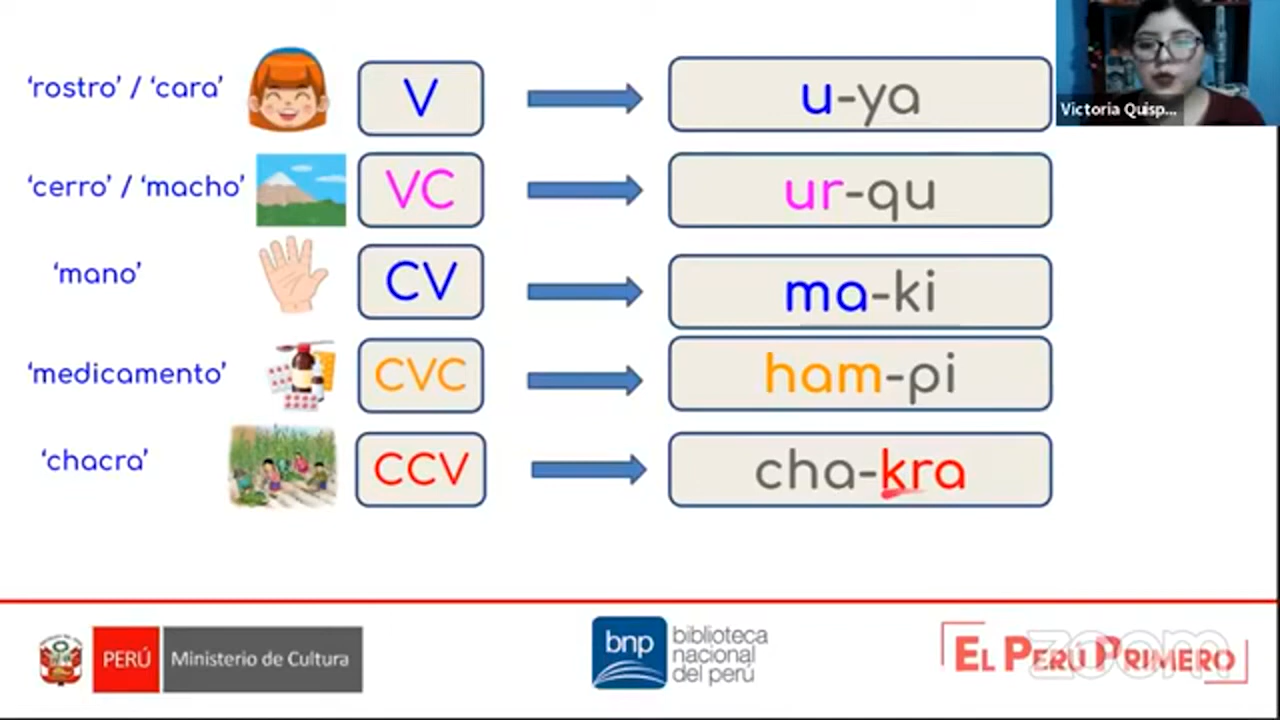 ‘rostro’ / ‘cara’ V u-ya
‘cerro’ / ‘macho’ VC ur-qu
‘mano’ CV ma-ki
‘medicamento’ CVC ham-pi
‘chacra’ CCV cha-kra
Victoria Quisp...
PERÚ Ministerio de Cultura
bnp biblioteca
nacional
del perú
EL PERÚ PRIMERO
zoom